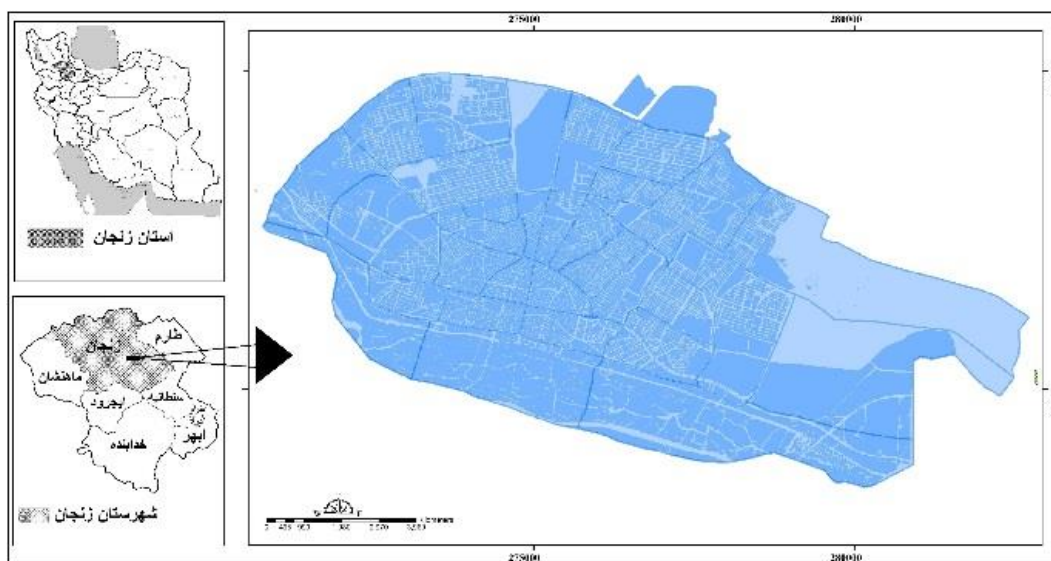 275000 280000
استان زنجان
طارم
زنجان
ماهنشان
ایجرود
سلطانیه
ابهر
خدابنده
شهرستان زنجان
275000 280000